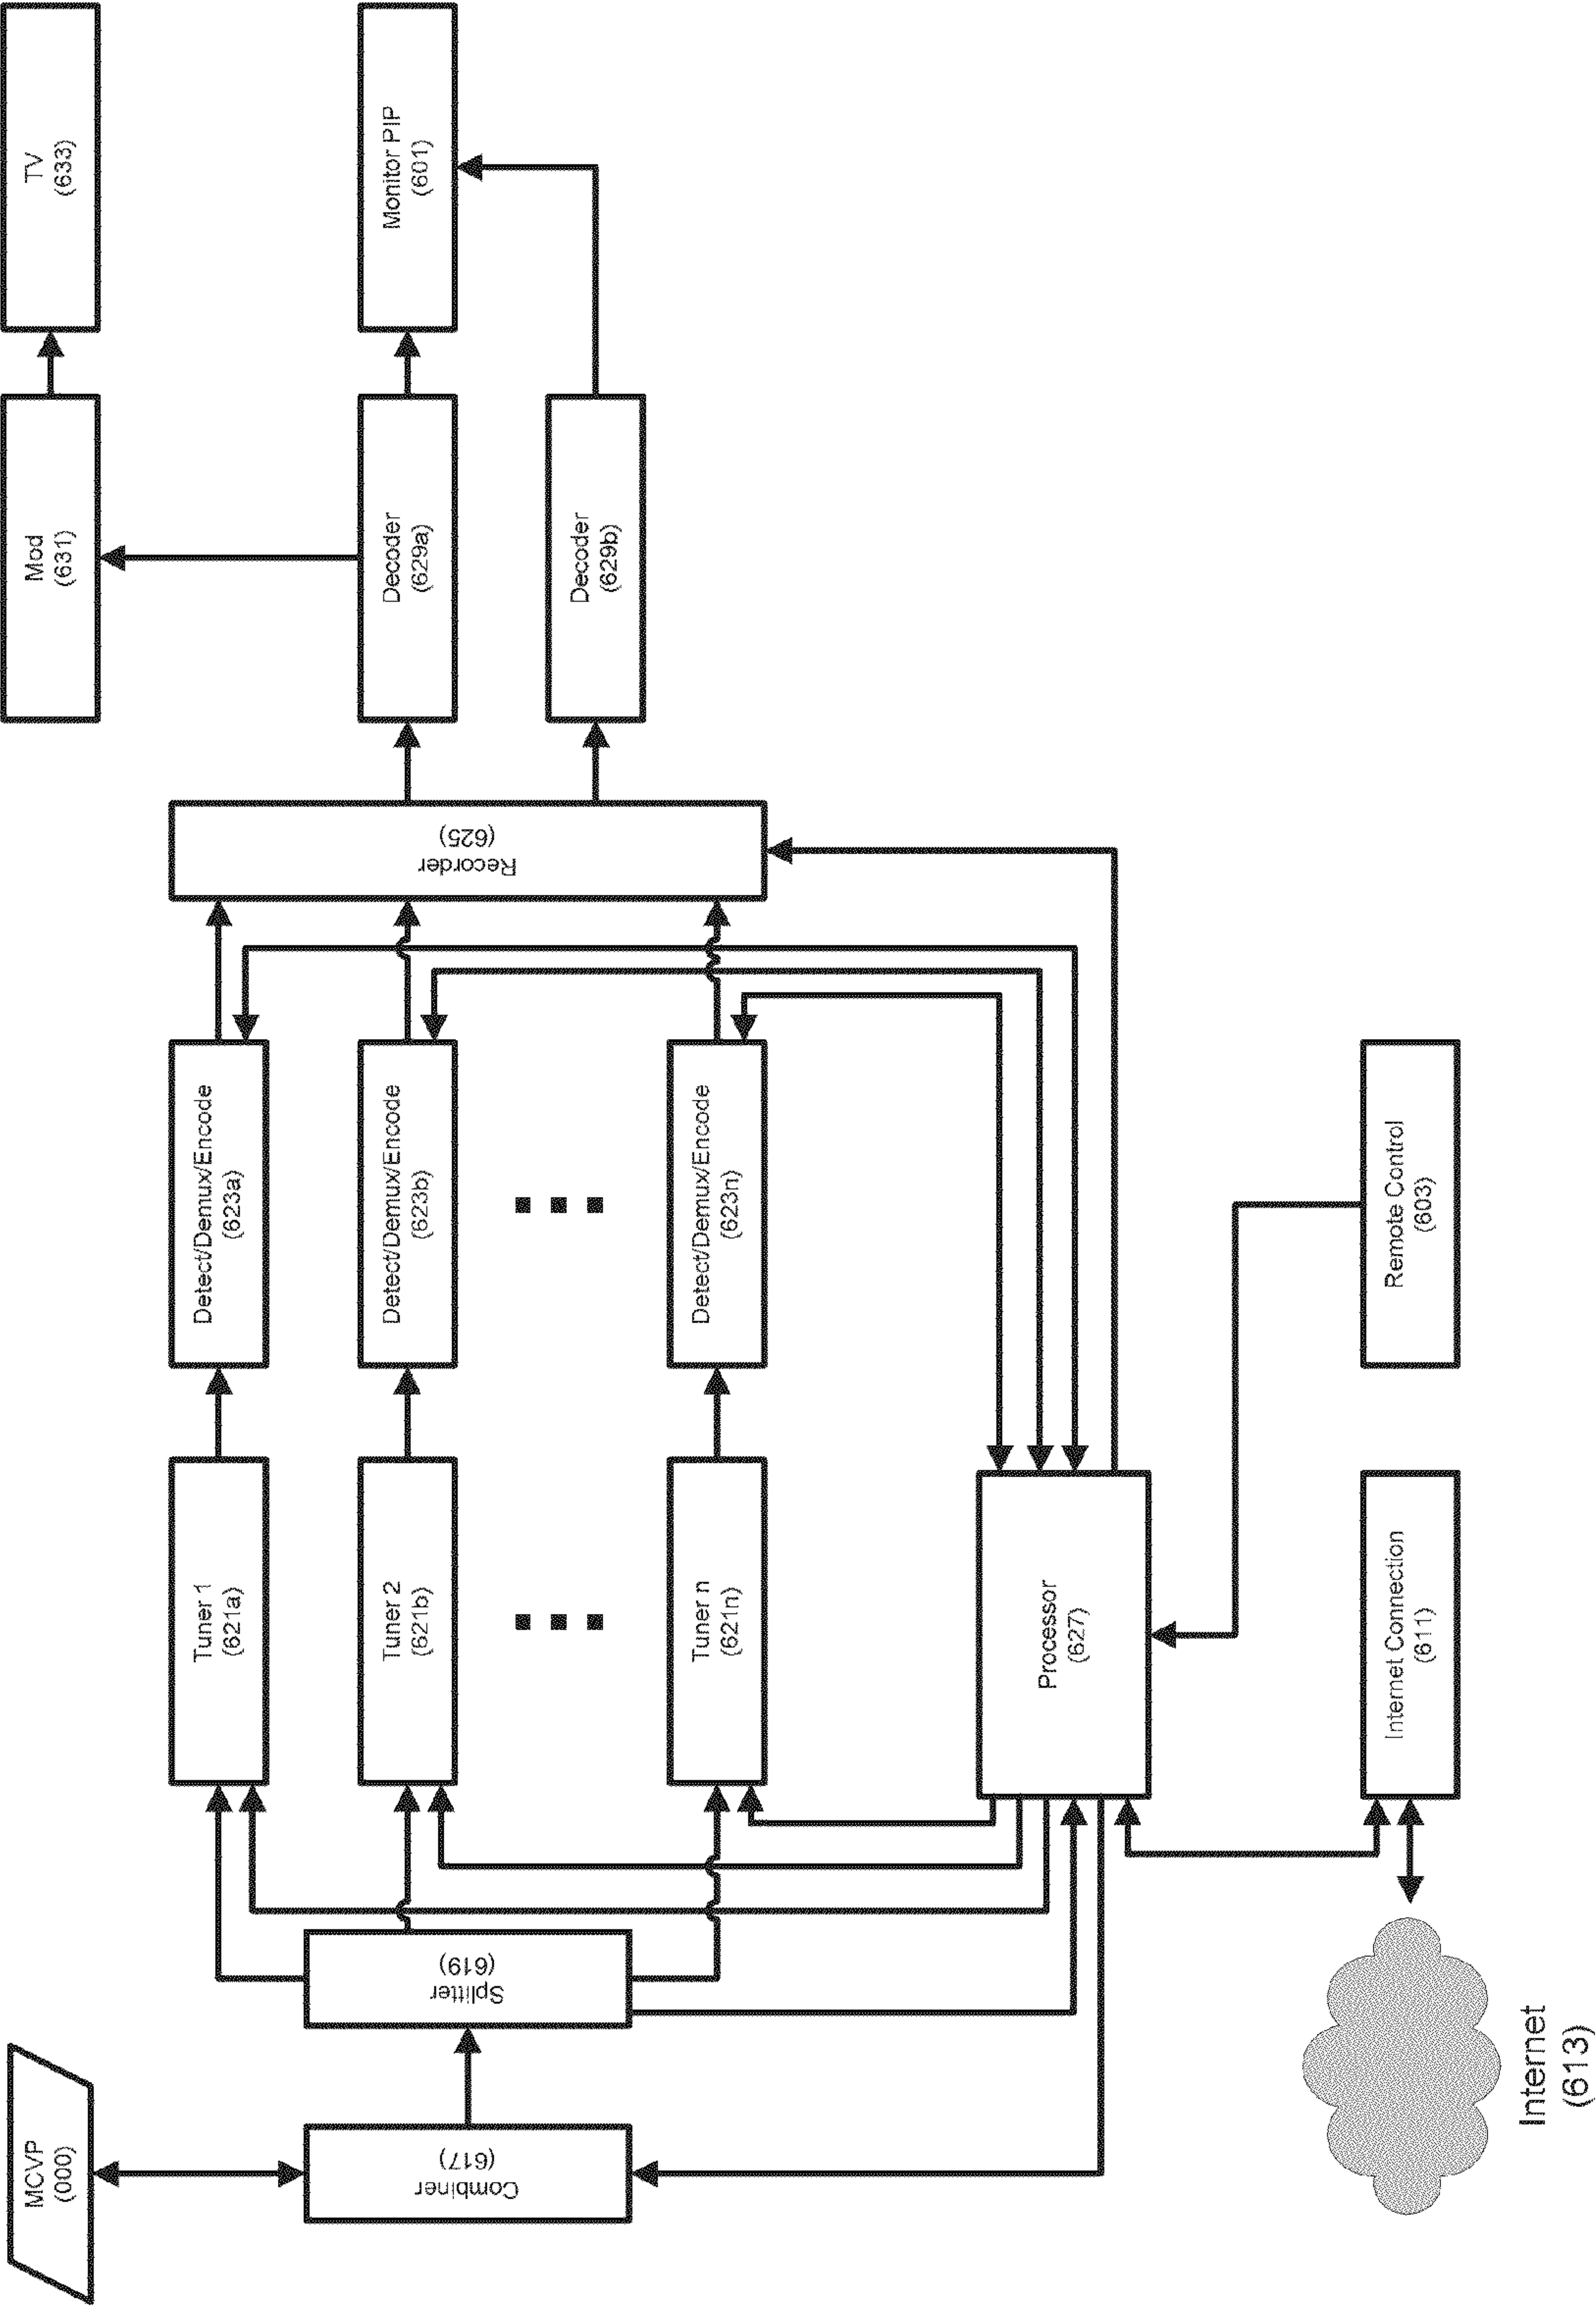 MCVP
(000)
Combiner
(617)
Splitter
(619)
Tuner 1
(621a)
Tuner 2
(621b)
Tuner n
(621n)
Detect/Demux/Encode
(623a)
Detect/Demux/Encode
(623b)
Detect/Demux/Encode
(623n)
Recorder
(625)
Mod
(631)
TV
(633)
Decoder
(629a)
Monitor PIP
(601)
Decoder
(629b)
Processor
(627)
Internet
(613)
Internet Connection
(611)
Remote Control
(603)